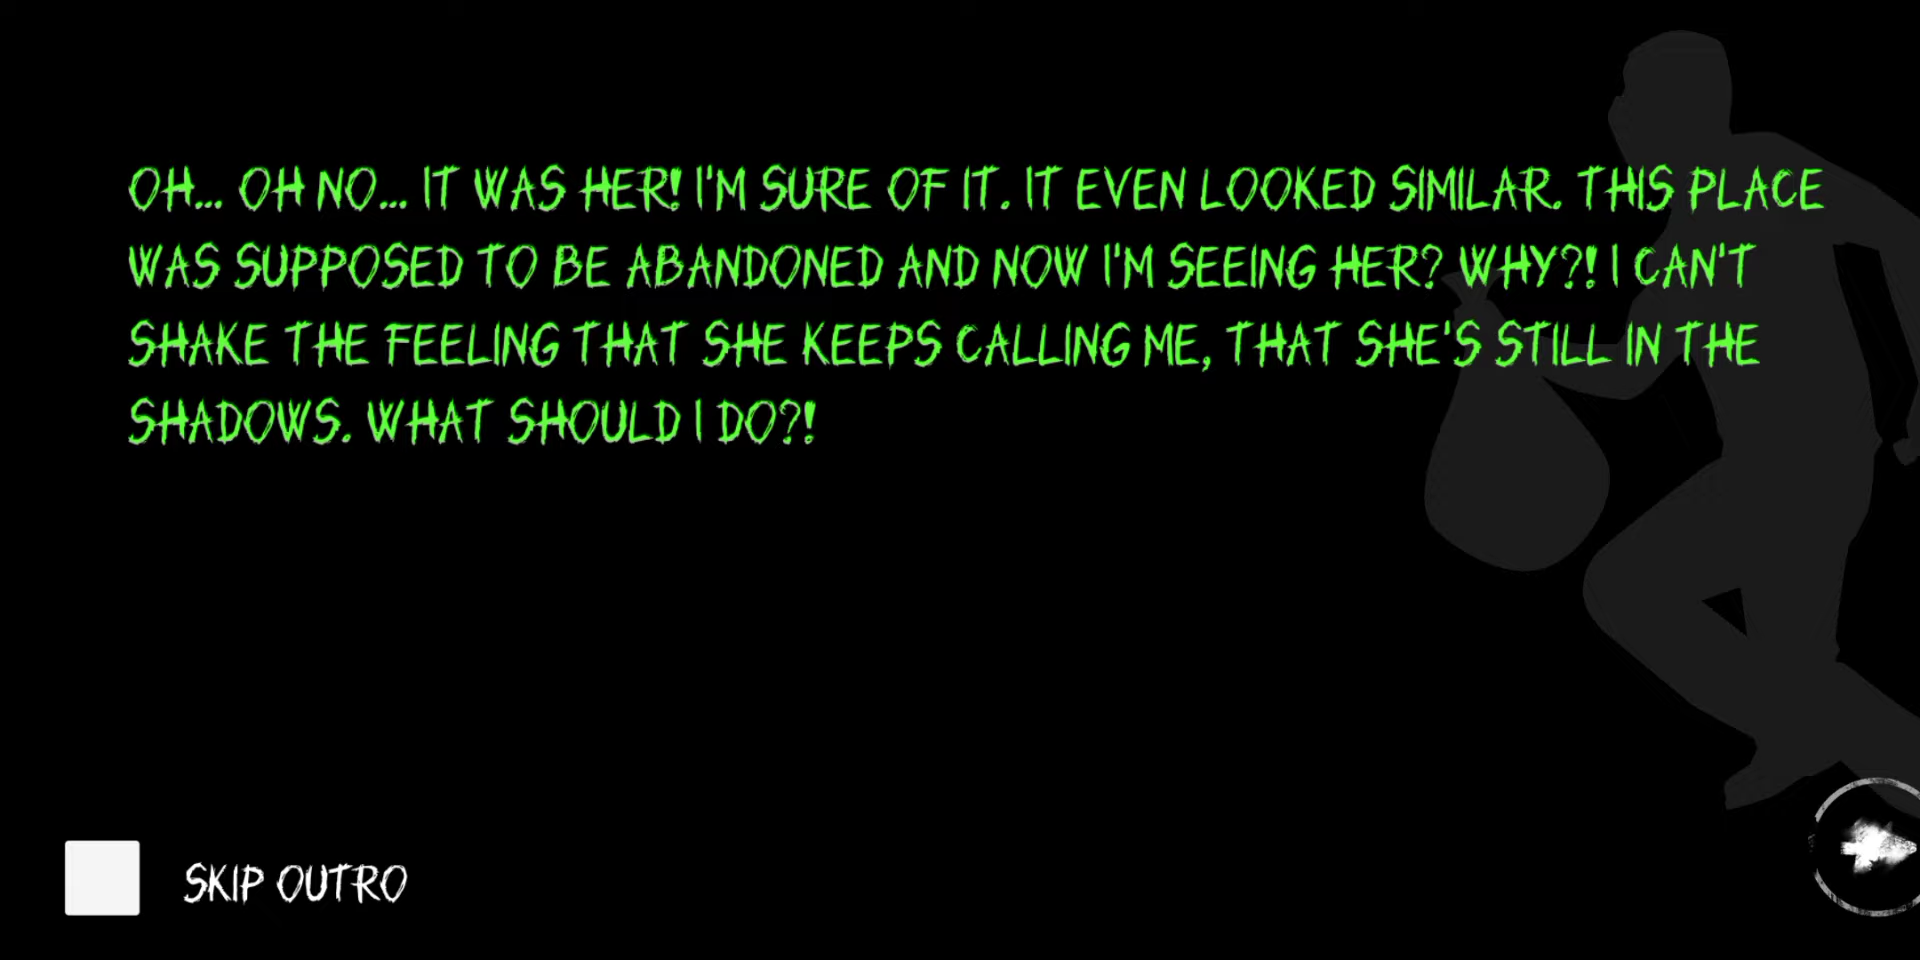 OH... OH NO... IT WAS HER! I'M SURE OF IT. IT EVEN LOOKED SIMILAR. THIS PLACE
WAS SUPPOSED TO BE ABANDONED AND NOW I'M SEEING HER? WHY?! I CAN'T
SHAKE THE FEELING THAT SHE KEEPS CALLING ME, THAT SHE'S STILL IN THE
SHADOWS. WHAT SHOULD I DO?!
SKIP OUTRO